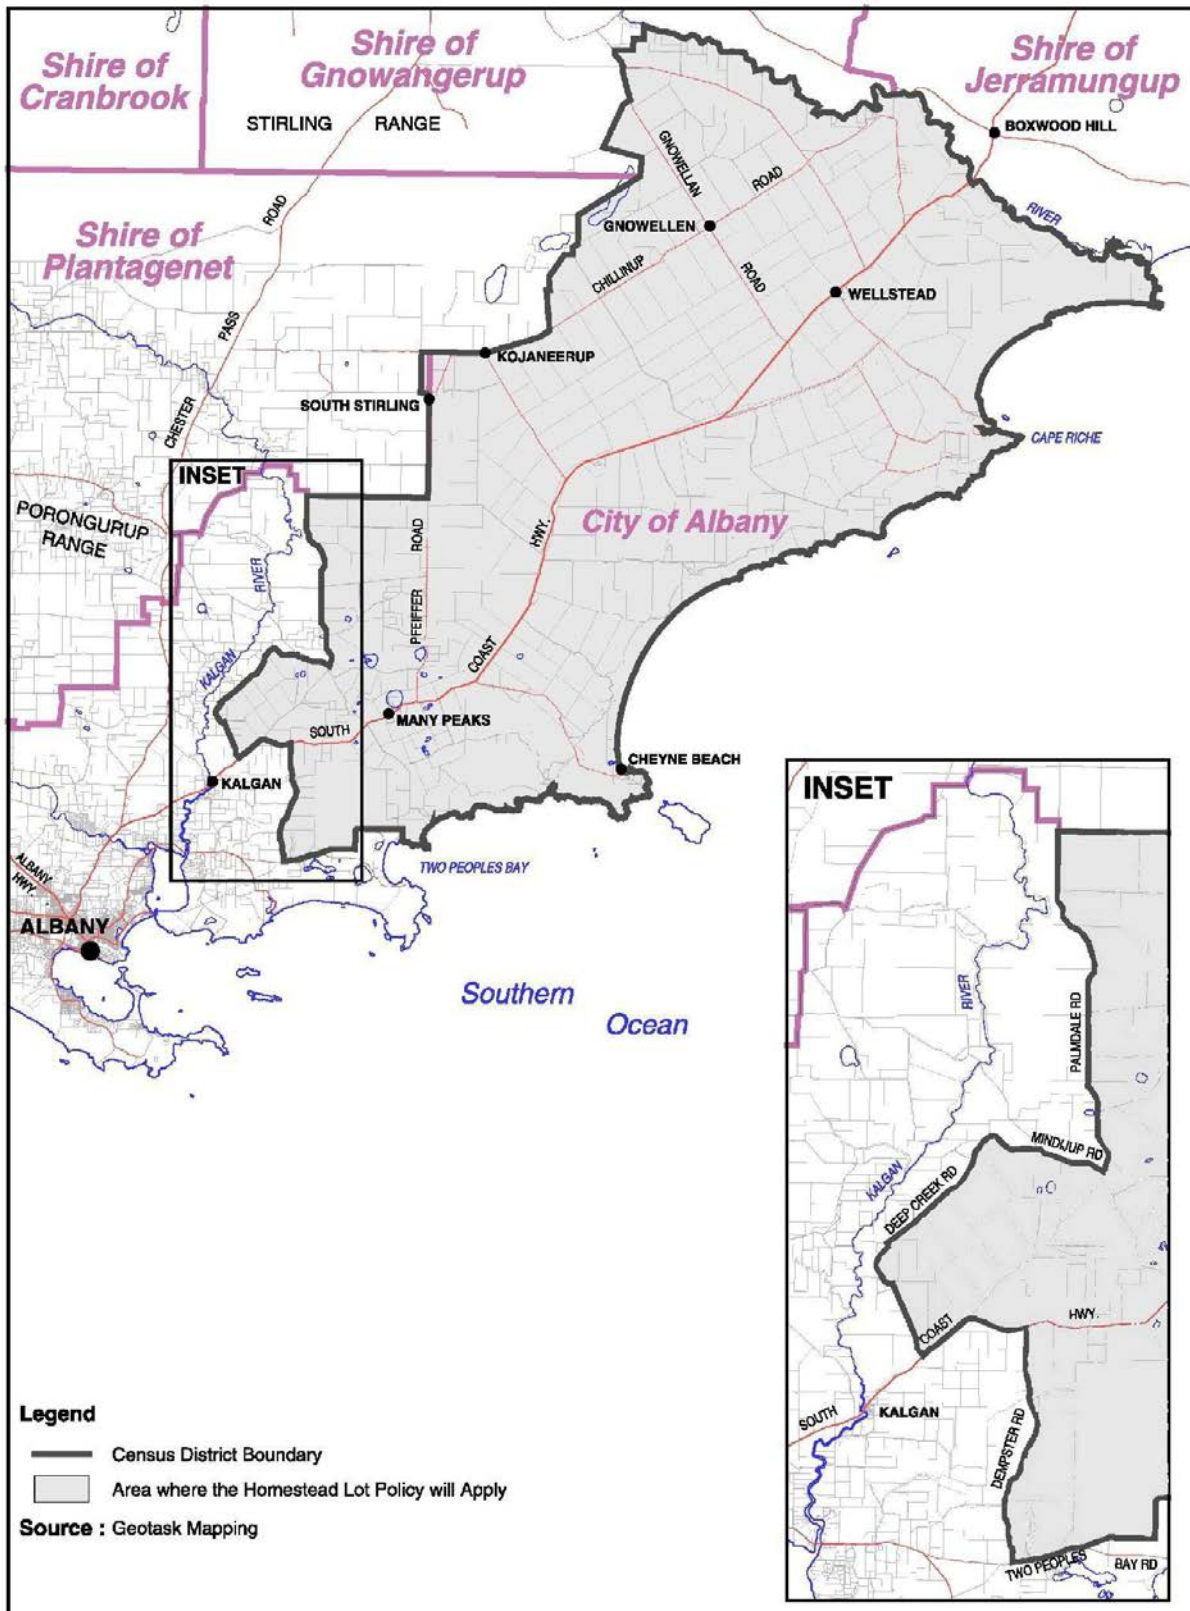 Shire of
Cranbrook
Shire of
Gnowangerup
STIRLING RANGE
Shire of
Jerramungup
BOXWOOD HILL
GNOWELLAN
ROAD
ROAD
RIVER
GNOWELLEN
CHILLINUP
ROAD
Shire of
Plantagenet
WELLSTEAD
PASS
KOJANEERUP
SOUTH STIRLING
CHESTER
CAPE RICHE
INSET
PORONGURUP
RANGE
City of Albany
HWY.
ROAD
RIVER
PFEIFFER
COAST
KALGAN
MANY PEAKS
SOUTH
CHEYNE BEACH
KALGAN
TWO PEOPLES BAY
ALBANY
HWY.
ALBANY
Southern
Ocean
INSET
RIVER
PALMDALE RD
MINDIJUP RD
KALGAN
DEEP CREEK RD
COAST
HWY.
SOUTH
KALGAN
DEMPSTER RD
TWO PEOPLES
BAY RD
Legend
Census District Boundary
Area where the Homestead Lot Policy will Apply
Source : Geotask Mapping